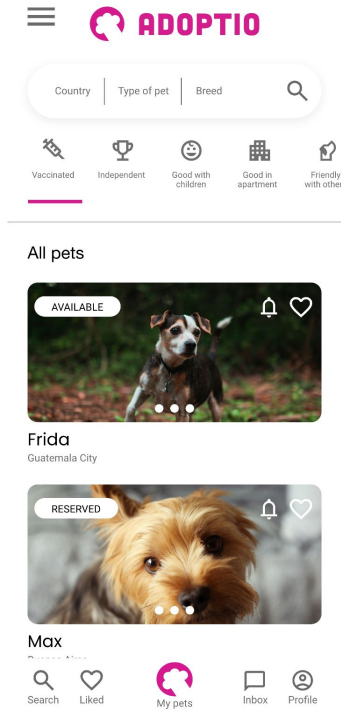 ADOPTIO
Country
Type of pet
Breed
Vaccinated
Independent
Good with
children
Good in
apartment
Friendly
with other
All pets
AVAILABLE
Frida
Guatemala City
RESERVED
Max
Search
Liked
My pets
Inbox
Profile